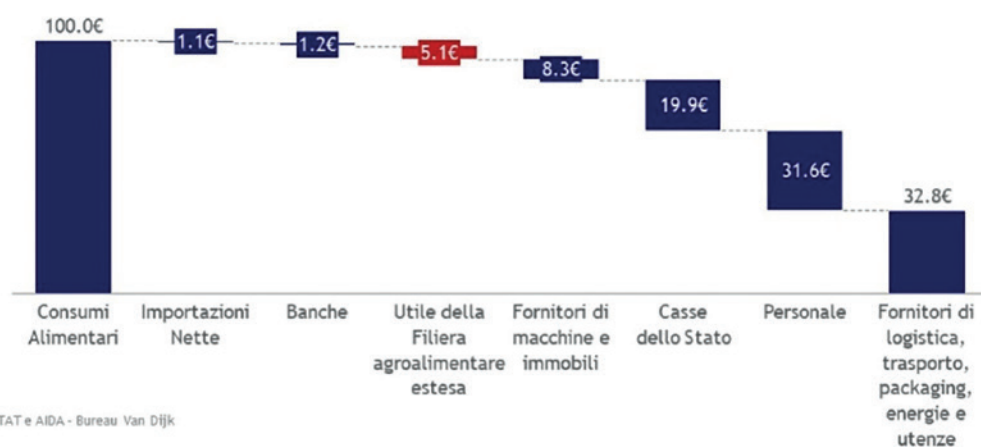 100.0€
1.1€
1.2€
5.1€
8.3€
19.9€
31.6€
32.8€
Consumi
Alimentari
Importazioni
Nette
Banche
Utile della
Filiera
agroalimentare
estesa
Fornitori di
macchine e
immobili
Casse
dello Stato
Personale
Fornitori di
logistica,
trasporto,
packaging,
energie e
utenze
TAT e AIDA - Bureau Van Dijk